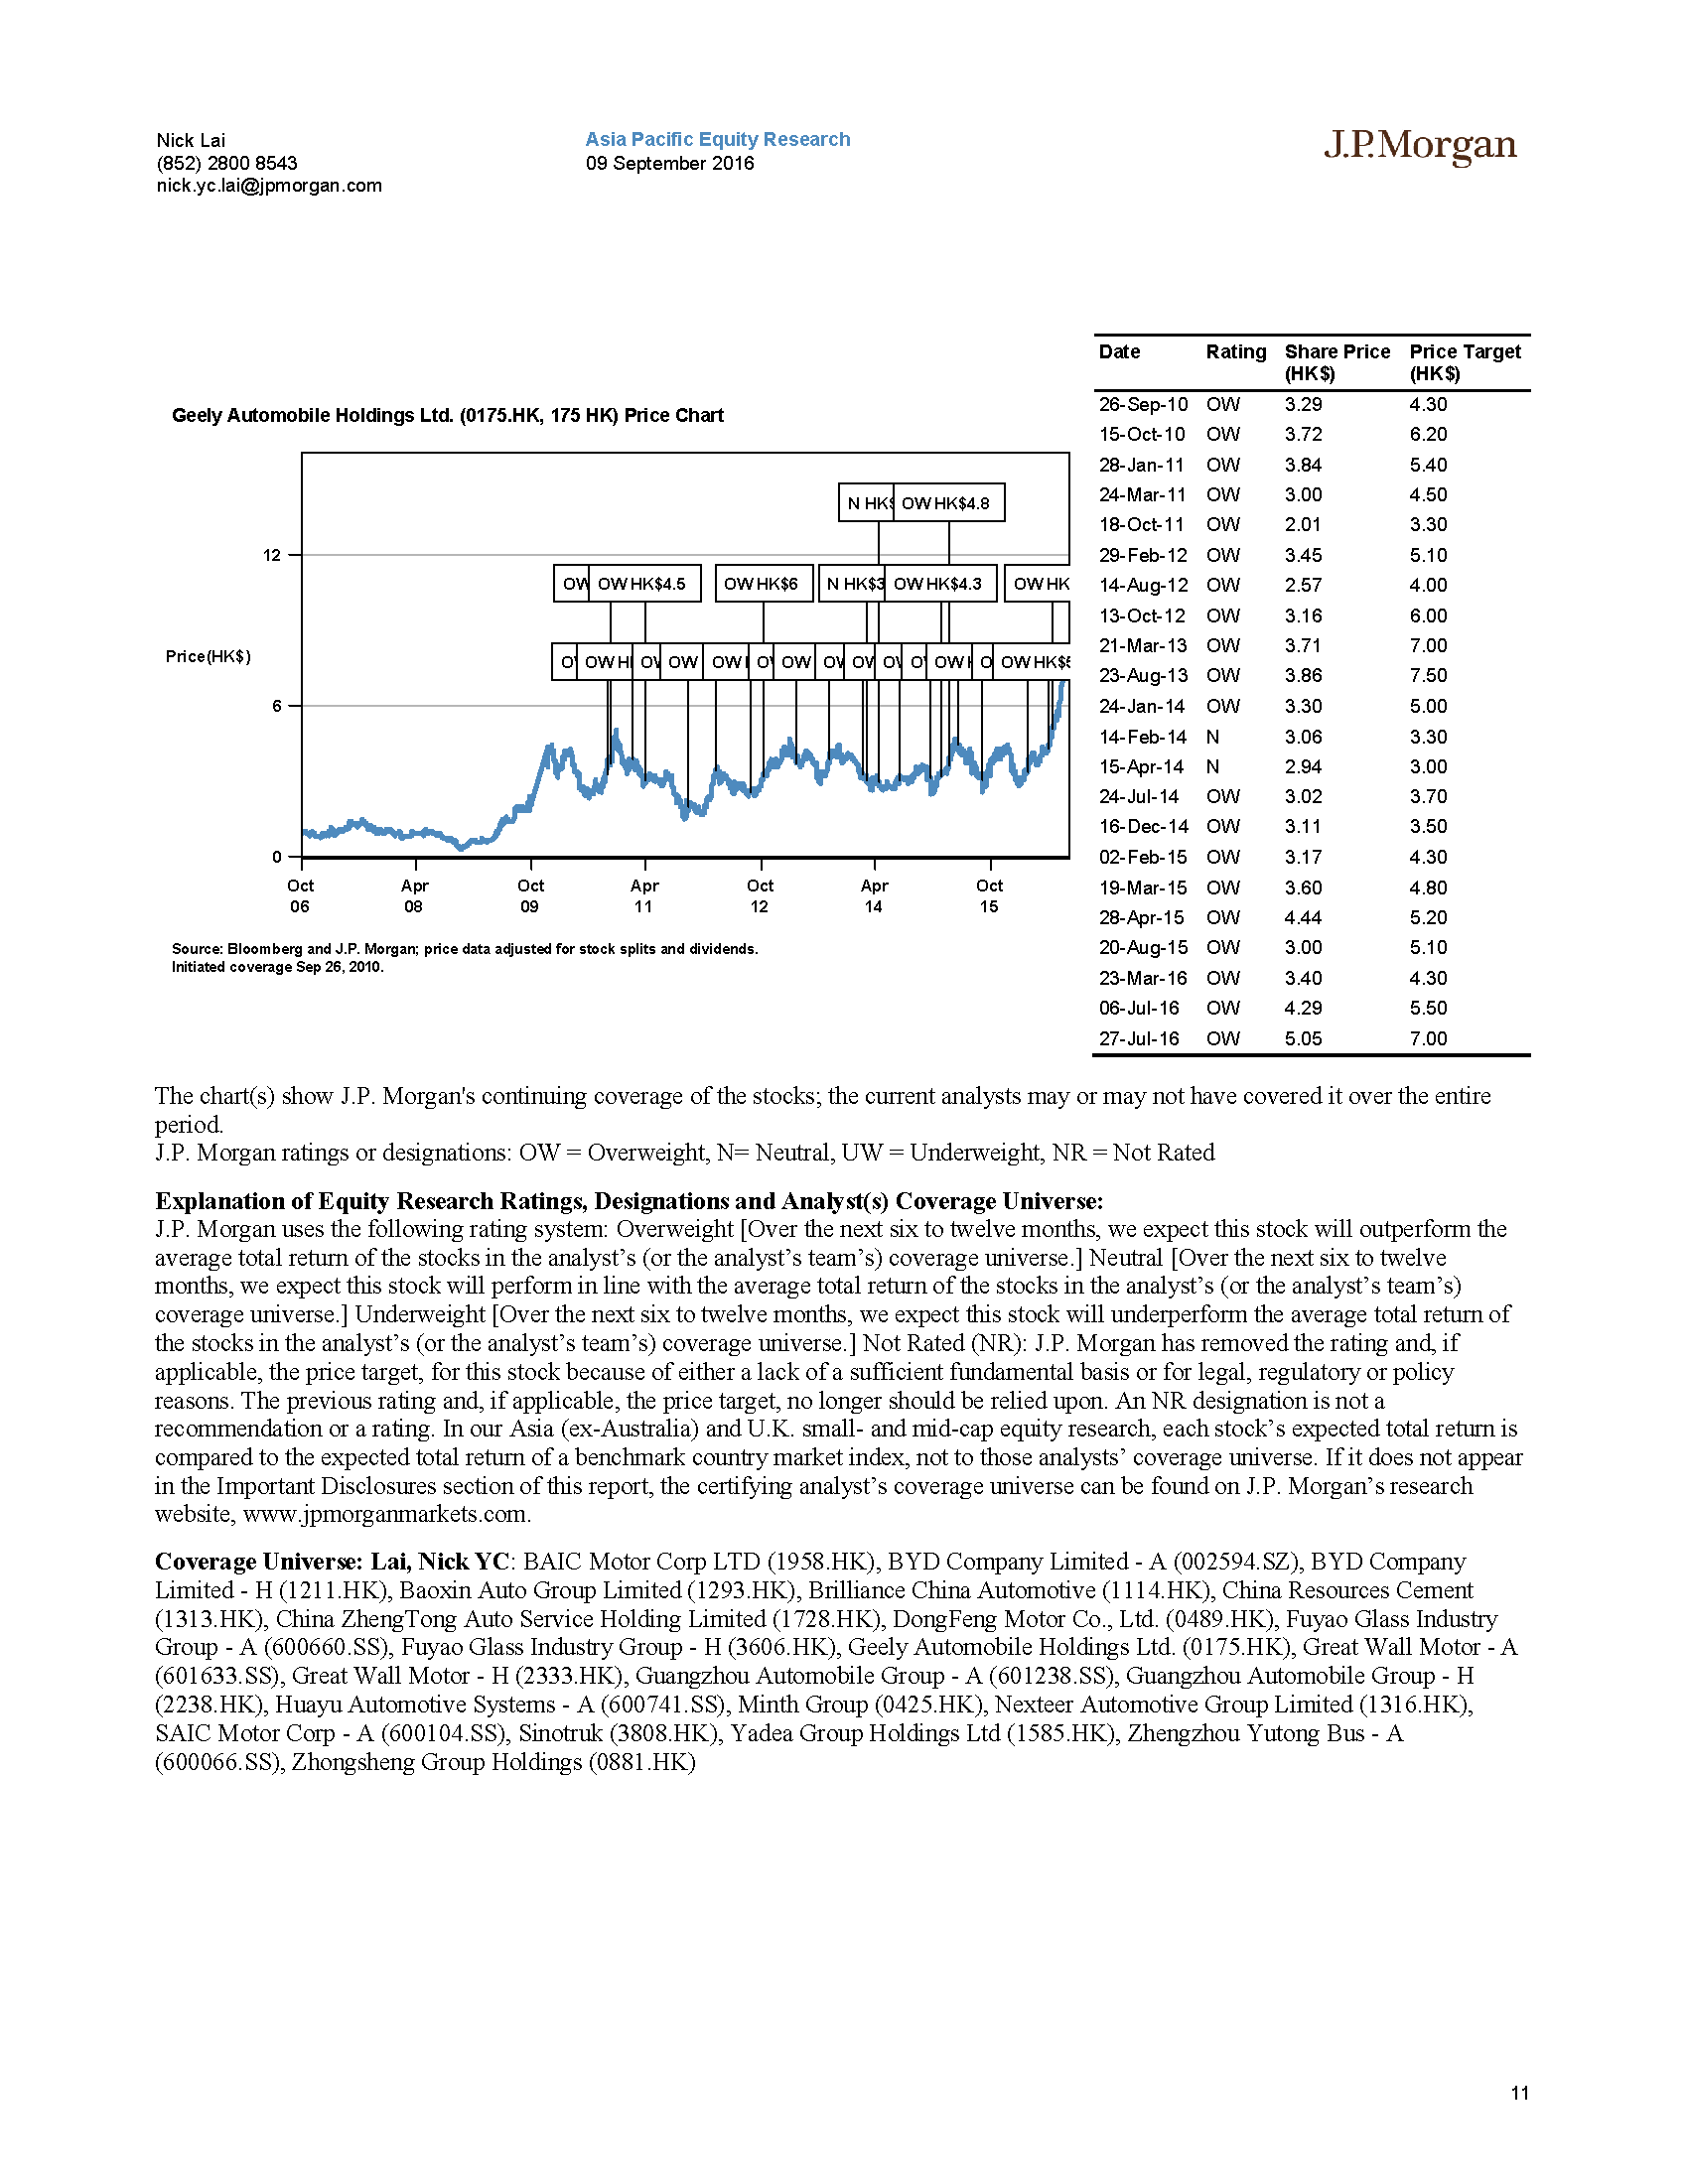 Nick Lai
(852) 2800 8543
nick.yc.lai@jpmorgan.com
Asia Pacific Equity Research
09 September 2016
J.P.Morgan
Geely Automobile Holdings Ltd. (0175.HK, 175 HK) Price Chart
N HK$ OW HK$4.8
12
OW OW HK$4.5 OW HK$6 N HK$3 OW HK$4.3 OW HK
Price(HK$)
OW OW OW OW
6
0
Oct 06
Apr 08
Oct 09
Apr 11
Oct 12
Apr 14
Oct 15
Source: Bloomberg and J.P. Morgan; price data adjusted for stock splits and dividends.
Initiated coverage Sep 26, 2010.
Date Rating Share Price (HK$) Price Target (HK$)
26-Sep-10 OW 3.29 4.30
15-Oct-10 OW 3.72 6.20
28-Jan-11 OW 3.84 5.40
24-Mar-11 OW 3.00 4.50
18-Oct-11 OW 2.01 3.30
29-Feb-12 OW 3.45 5.10
14-Aug-12 OW 2.57 4.00
13-Oct-12 OW 3.16 6.00
21-Mar-13 OW 3.71 7.00
23-Aug-13 OW 3.86 7.50
24-Jan-14 OW 3.30 5.00
14-Feb-14 N 3.06 3.30
15-Apr-14 N 2.94 3.00
24-Jul-14 OW 3.02 3.70
16-Dec-14 OW 3.11 3.50
02-Feb-15 OW 3.17 4.30
19-Mar-15 OW 3.60 4.80
28-Apr-15 OW 4.44 5.20
20-Aug-15 OW 3.00 5.10
23-Mar-16 OW 3.40 4.30
06-Jul-16 OW 4.29 5.50
27-Jul-16 OW 5.05 7.00
The chart(s) show J.P. Morgan's continuing coverage of the stocks; the current analysts may or may not have covered it over the entire
period.
J.P. Morgan ratings or designations: OW = Overweight, N= Neutral, UW = Underweight, NR = Not Rated
Explanation of Equity Research Ratings, Designations and Analyst(s) Coverage Universe:
J.P. Morgan uses the following rating system: Overweight [Over the next six to twelve months, we expect this stock will outperform the
average total return of the stocks in the analyst’s (or the analyst’s team’s) coverage universe.] Neutral [Over the next six to twelve
months, we expect this stock will perform in line with the average total return of the stocks in the analyst’s (or the analyst’s team’s)
coverage universe.] Underweight [Over the next six to twelve months, we expect this stock will underperform the average total return of
the stocks in the analyst’s (or the analyst’s team’s) coverage universe.] Not Rated (NR): J.P. Morgan has removed the rating and, if
applicable, the price target, for this stock because of either a lack of a sufficient fundamental basis or for legal, regulatory or policy
reasons. The previous rating and, if applicable, the price target, no longer should be relied upon. An NR designation is not a
recommendation or a rating. In our Asia (ex-Australia) and U.K. small- and mid-cap equity research, each stock’s expected total return is
compared to the expected total return of a benchmark country market index, not to those analysts’ coverage universe. If it does not appear
in the Important Disclosures section of this report, the certifying analyst’s coverage universe can be found on J.P. Morgan’s research
website, www.jpmorganmarkets.com.
Coverage Universe: Lai, Nick YC: BAIC Motor Corp LTD (1958.HK), BYD Company Limited - A (002594.SZ), BYD Company
Limited - H (1211.HK), Baoxin Auto Group Limited (1293.HK), Brilliance China Automotive (1114.HK), China Resources Cement
(1313.HK), China ZhengTong Auto Service Holding Limited (1728.HK), DongFeng Motor Co., Ltd. (0489.HK), Fuyao Glass Industry
Group - A (600660.SS), Fuyao Glass Industry Group - H (3606.HK), Geely Automobile Holdings Ltd. (0175.HK), Great Wall Motor - A
(601633.SS), Great Wall Motor - H (2333.HK), Guangzhou Automobile Group - A (601238.SS), Guangzhou Automobile Group - H
(2238.HK), Huayu Automotive Systems - A (600741.SS), Minth Group (0425.HK), Nexteer Automotive Group Limited (1316.HK),
SAIC Motor Corp - A (600104.SS), Sinotruk (3808.HK), Yadea Group Holdings Ltd (1585.HK), Zhengzhou Yutong Bus - A
(600066.SS), Zhongsheng Group Holdings (0881.HK)
11